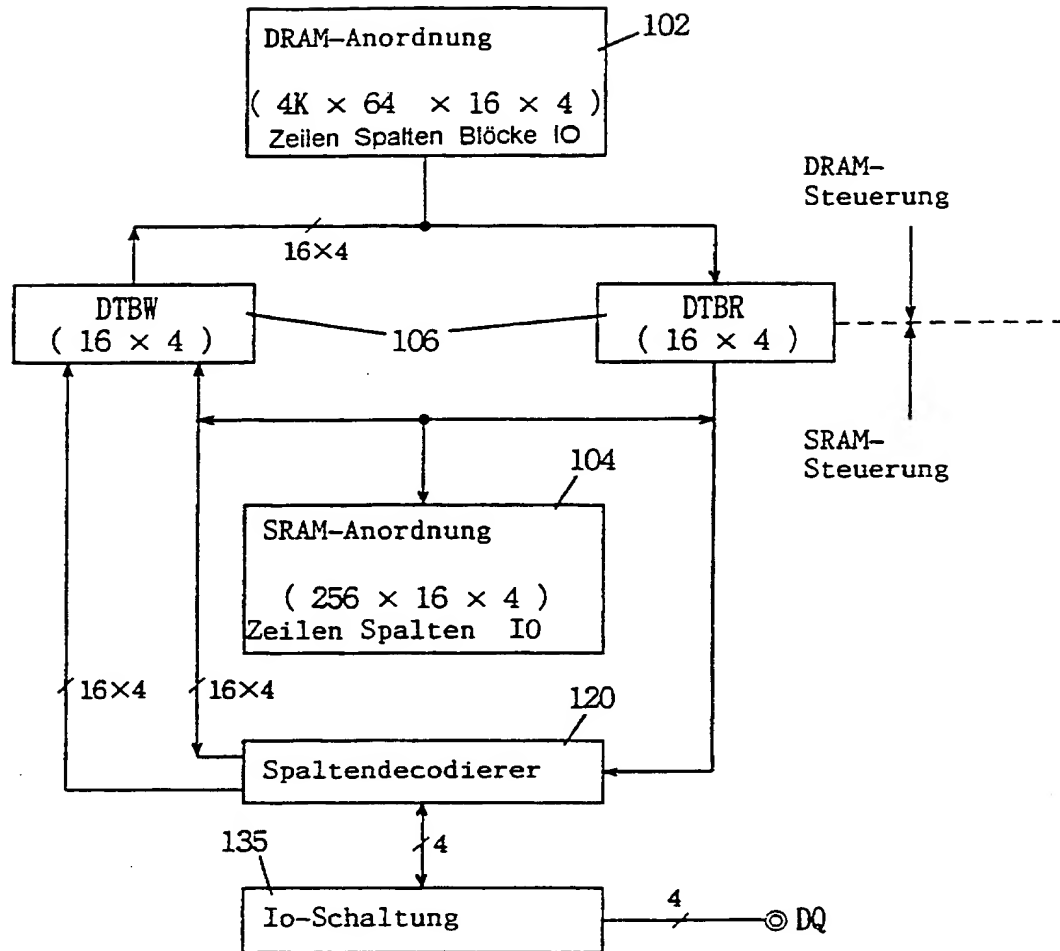 DRAM-Anordnung
102
( 4K × 64 × 16 × 4 )
Zeilen Spalten Blöcke IO
DRAM-
Steuerung
16×4
DTBW
( 16 × 4 )
106
DTBR
( 16 × 4 )
SRAM-
Steuerung
104
SRAM-Anordnung
( 256 × 16 × 4 )
Zeilen Spalten IO
16×4
16×4
120
Spaltendecodierer
4
135
Io-Schaltung
4
DQ